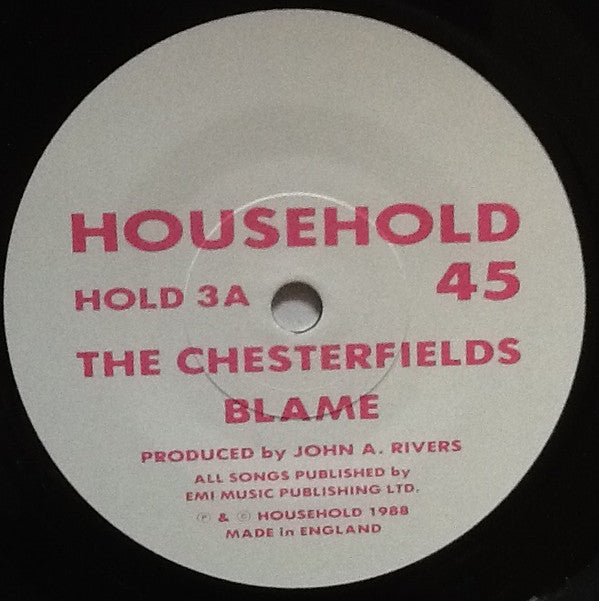 HOUSEHOLD
45
HOLD 3A
THE CHESTERFIELDS
BLAME
PRODUCED by JOHN A. RIVERS
ALL SONGS PUBLISHED by
EMI MUSIC PUBLISHING LTD.
℗ & © HOUSEHOLD 1988
MADE in ENGLAND